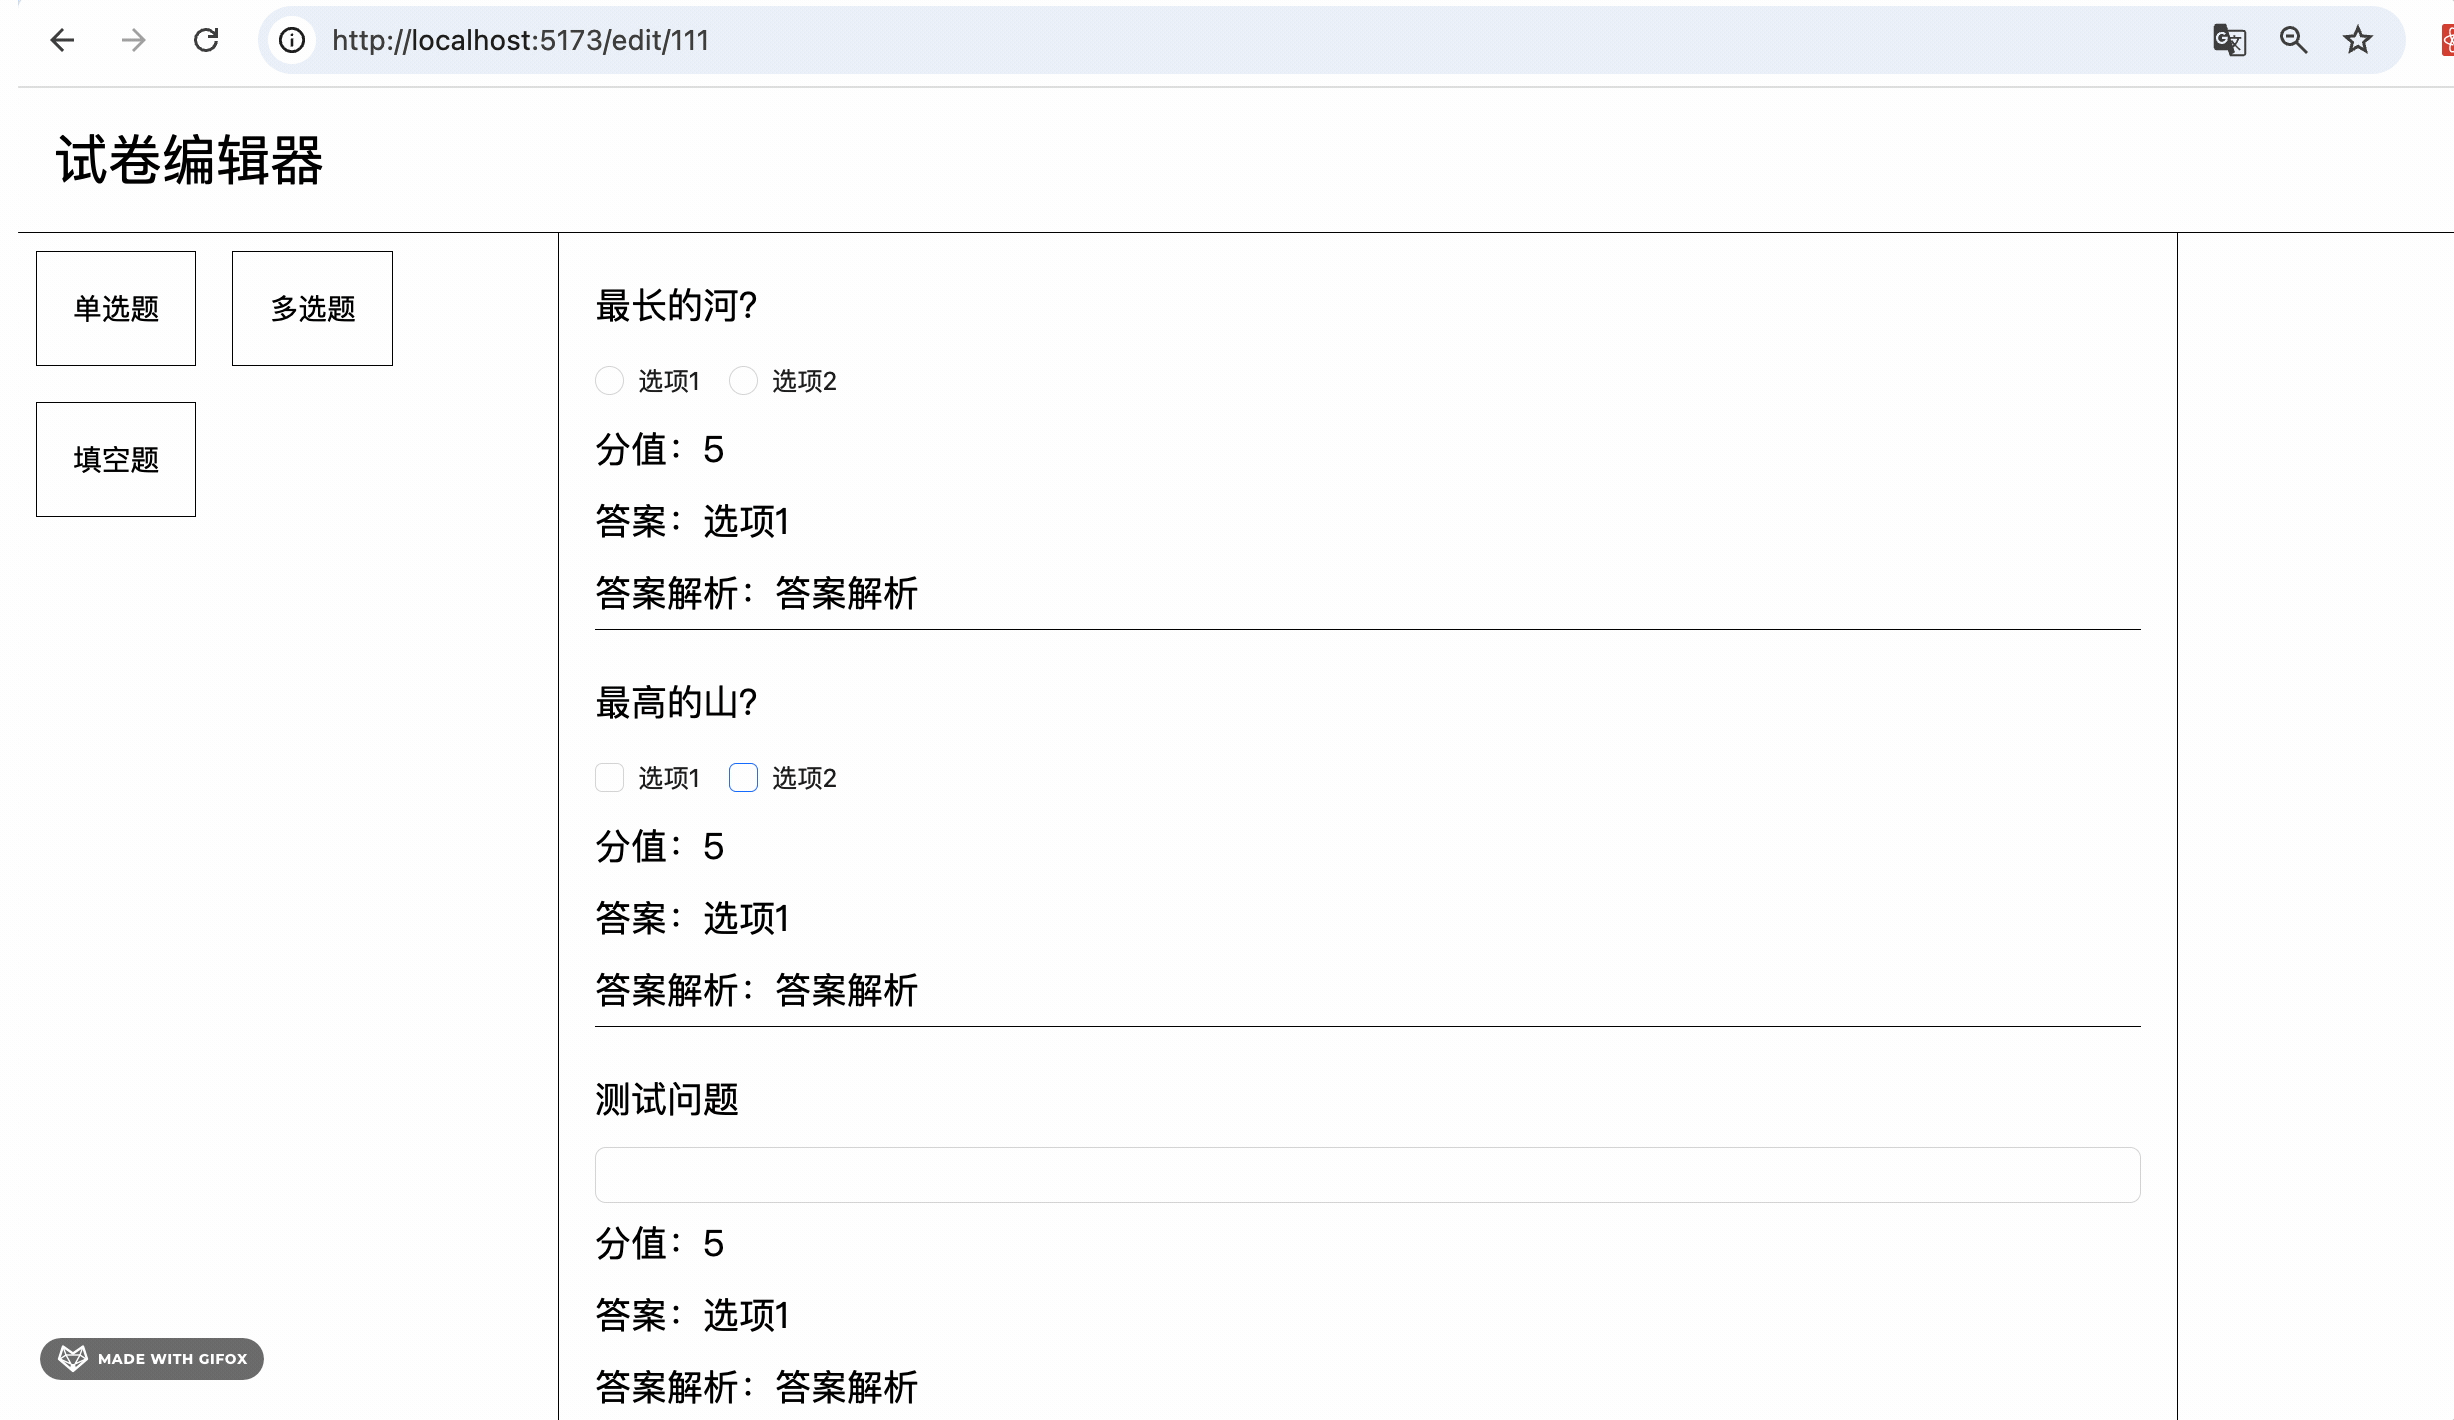 http://localhost:5173/edit/111
试卷编辑器
单选题
多选题
填空题
最长的河?
选项1 选项2
分值：5
答案：选项1
答案解析：答案解析
最高的山?
选项1 选项2
分值：5
答案：选项1
答案解析：答案解析
测试问题
分值：5
答案：选项1
答案解析：答案解析
MADE WITH GIFOX